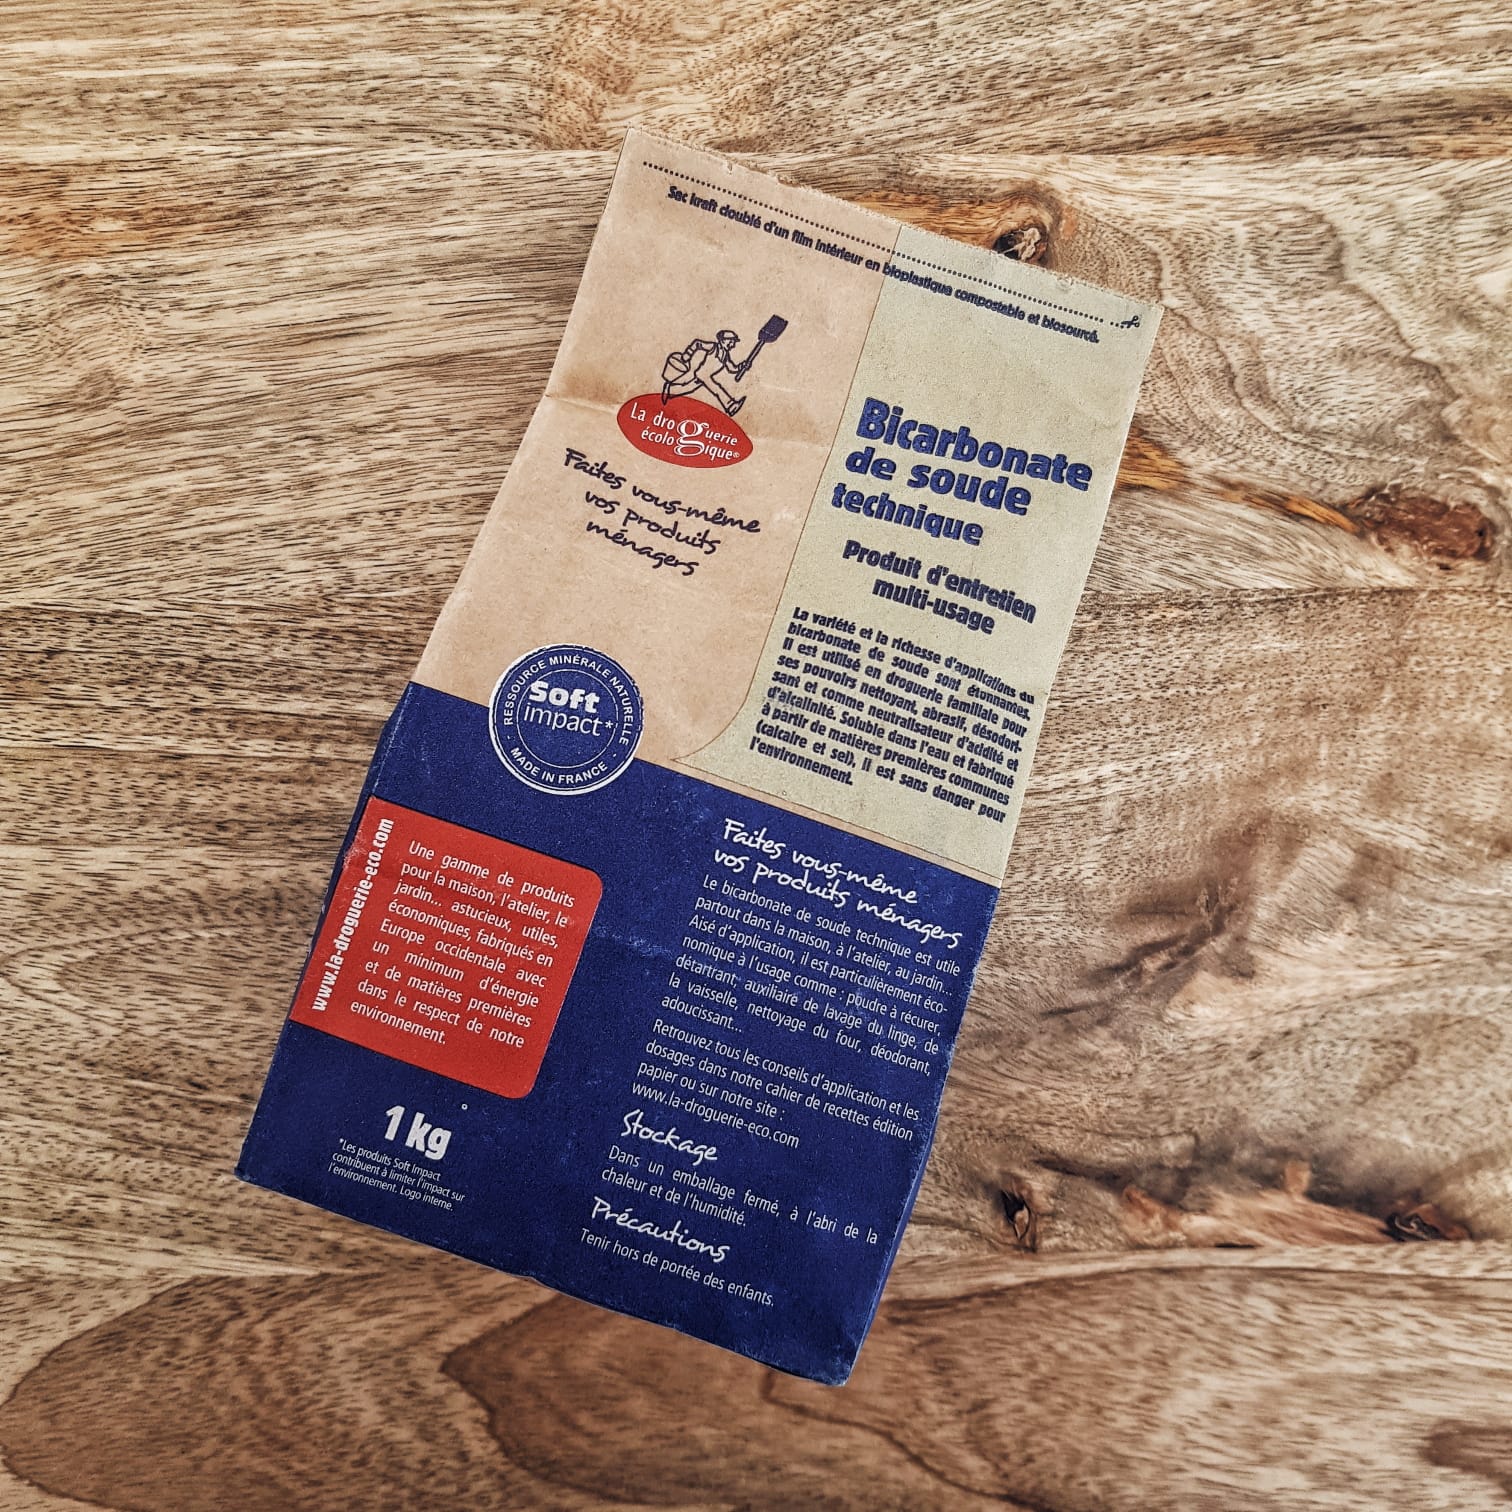 Sac kraft doublé d'un film intérieur en bioplastique compostable et biosourcé.
La droguerie
écologique®
Faites vous-même
vos produits
ménagers
Bicarbonate
de soude
technique
Produit d'entretien
multi-usage
La variété et la richesse d'applications du
bicarbonate de soude sont étonnantes.
Il est utilisé en droguerie familiale pour
ses pouvoirs nettoyant, abrasif, désodori-
sant et comme neutralisateur d'acidité et
d'alcalinité. Soluble dans l'eau et fabriqué
à partir de matières premières communes
(calcaire et sel), il est sans danger pour
l'environnement.
RESSOURCE MINÉRALE NATURELLE
Soft
impact*
MADE IN FRANCE
www.la-droguerie-eco.com
Une gamme de produits
pour la maison, l'atelier, le
jardin... astucieux, utiles,
économiques, fabriqués en
Europe occidentale avec
un minimum d'énergie
et de matières premières
dans le respect de notre
environnement.
1 kg
*Les produits Soft Impact
contribuent à limiter l'impact sur
l'environnement. Logo interne.
Faites vous-même
vos produits ménagers
Le bicarbonate de soude technique est utile
partout dans la maison, à l'atelier, au jardin...
Aisé d'application, il est particulièrement éco-
nomique à l'usage comme : poudre à récurer,
détartrant, auxiliaire de lavage du linge, de
la vaisselle, nettoyage du four, déodorant,
adoucissant...
Retrouvez tous les conseils d'application et les
dosages dans notre cahier de recettes édition
papier ou sur notre site :
www.la-droguerie-eco.com
Stockage
Dans un emballage fermé, à l'abri de la
chaleur et de l'humidité.
Précautions
Tenir hors de portée des enfants.